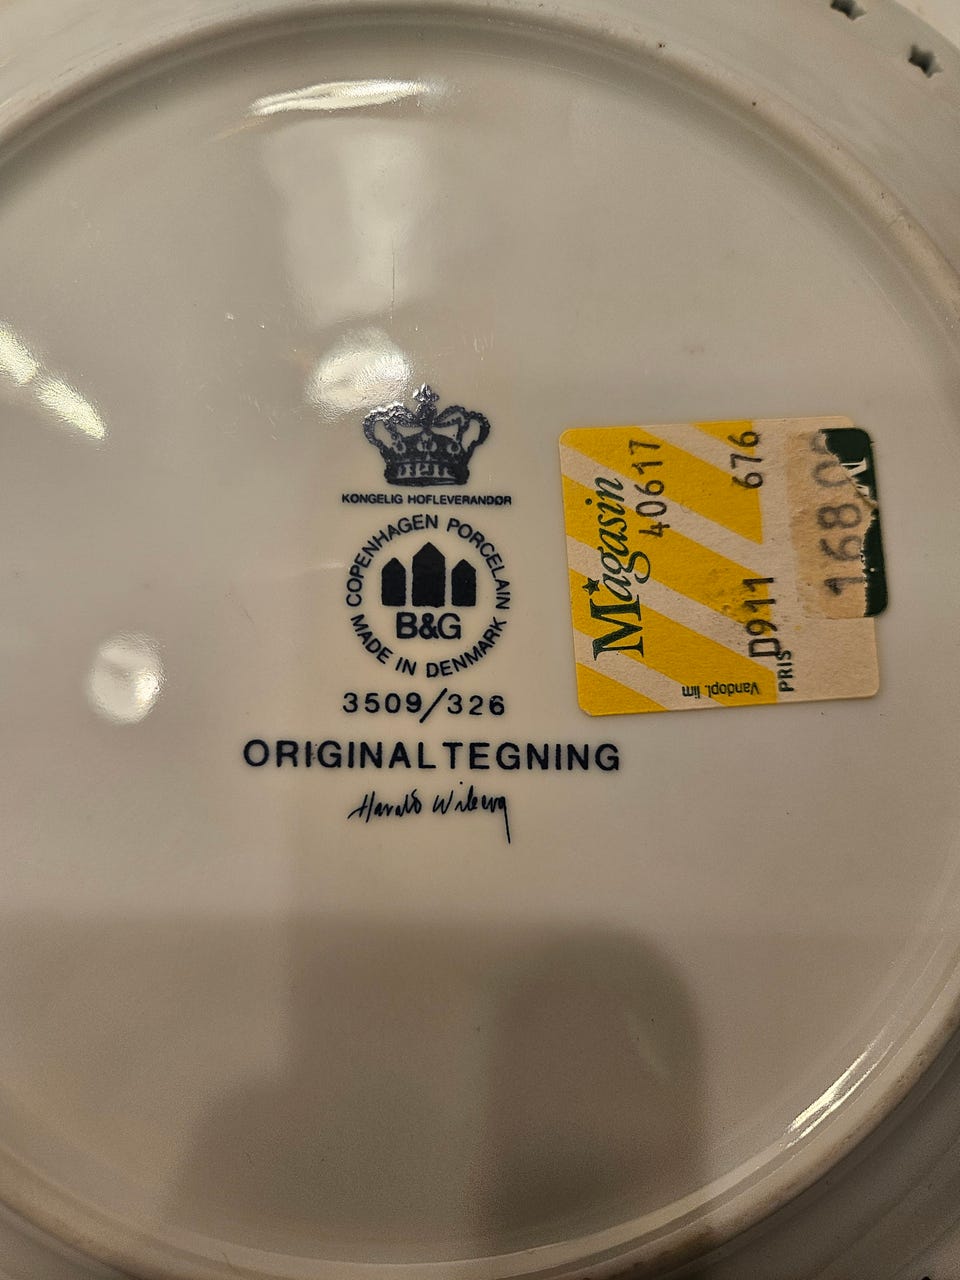 KONGELIG HOFLEVERANDØR
COPENHAGEN PORCELAIN
B&G
MADE IN DENMARK
3509/326
ORIGINALTEGNING
Harald Wiberg
Magasin
40617
676
D911
PRIS
Vandopl. lim